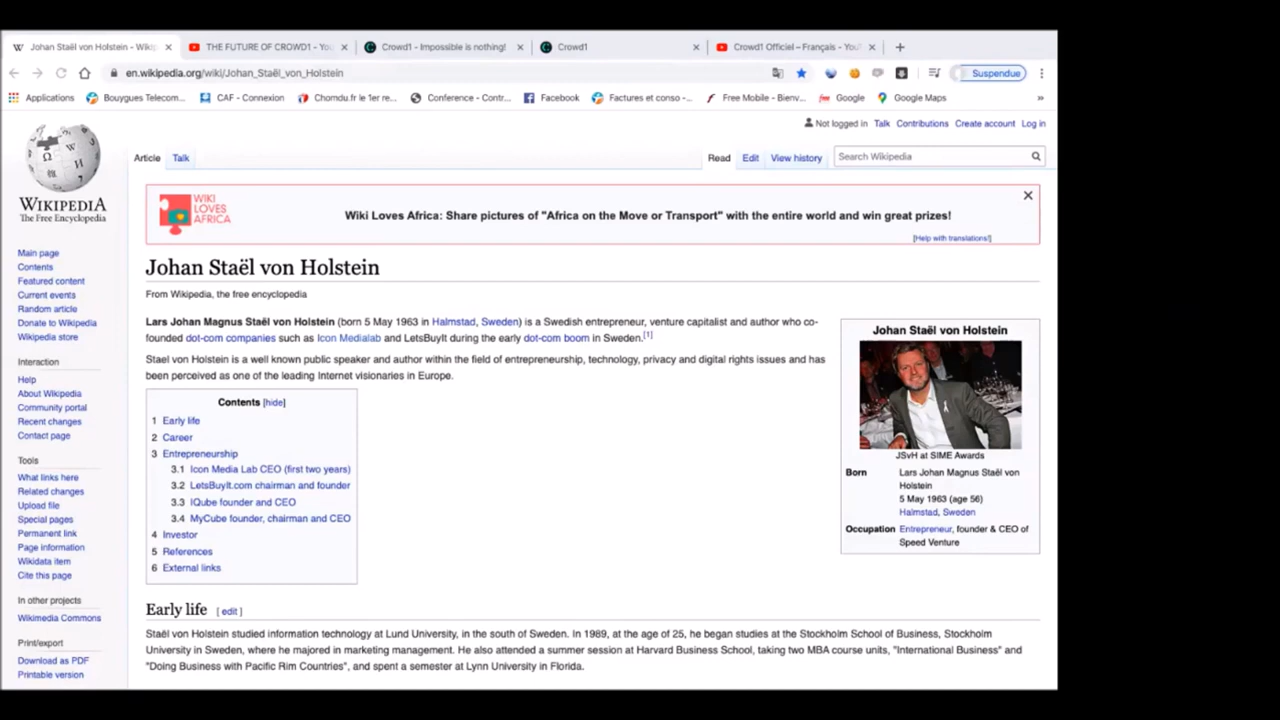 Johan Staël von Holstein - Wikip
THE FUTURE OF CROWD1 - You
Crowd1 - Impossible is nothing!
Crowd1
Crowd1 Officiel – Français - YouT
en.wikipedia.org/wiki/Johan_Staël_von_Holstein
Suspendue
Applications
Bouygues Telecom...
CAF - Connexion
Chomdu.fr le 1er re...
Conference - Contr...
Facebook
Factures et conso -...
Free Mobile - Bienv...
Google
Google Maps
»
Not logged in Talk Contributions Create account Log in
Article Talk
Read Edit View history
Search Wikipedia
WIKIPEDIA
The Free Encyclopedia
Main page
Contents
Featured content
Current events
Random article
Donate to Wikipedia
Wikipedia store
Interaction
Help
About Wikipedia
Community portal
Recent changes
Contact page
Tools
What links here
Related changes
Upload file
Special pages
Permanent link
Page information
Wikidata item
Cite this page
In other projects
Wikimedia Commons
Print/export
Download as PDF
Printable version
WIKI
LOVES
AFRICA
Wiki Loves Africa: Share pictures of "Africa on the Move or Transport" with the entire world and win great prizes!
[Help with translations!]
Johan Staël von Holstein
From Wikipedia, the free encyclopedia
Lars Johan Magnus Staël von Holstein (born 5 May 1963 in Halmstad, Sweden) is a Swedish entrepreneur, venture capitalist and author who co-
founded dot-com companies such as Icon Medialab and LetsBuyIt during the early dot-com boom in Sweden.[1]
Stael von Holstein is a well known public speaker and author within the field of entrepreneurship, technology, privacy and digital rights issues and has
been perceived as one of the leading Internet visionaries in Europe.
Contents [hide]
1 Early life
2 Career
3 Entrepreneurship
3.1 Icon Media Lab CEO (first two years)
3.2 LetsBuyIt.com chairman and founder
3.3 IQube founder and CEO
3.4 MyCube founder, chairman and CEO
4 Investor
5 References
6 External links
Johan Staël von Holstein
JSvH at SIME Awards
Born Lars Johan Magnus Staël von
Holstein
5 May 1963 (age 56)
Halmstad, Sweden
Occupation Entrepreneur, founder & CEO of
Speed Venture
Early life [ edit ]
Staël von Holstein studied information technology at Lund University, in the south of Sweden. In 1989, at the age of 25, he began studies at the Stockholm School of Business, Stockholm
University in Sweden, where he majored in marketing management. He also attended a summer session at Harvard Business School, taking two MBA course units, "International Business" and
"Doing Business with Pacific Rim Countries", and spent a semester at Lynn University in Florida.